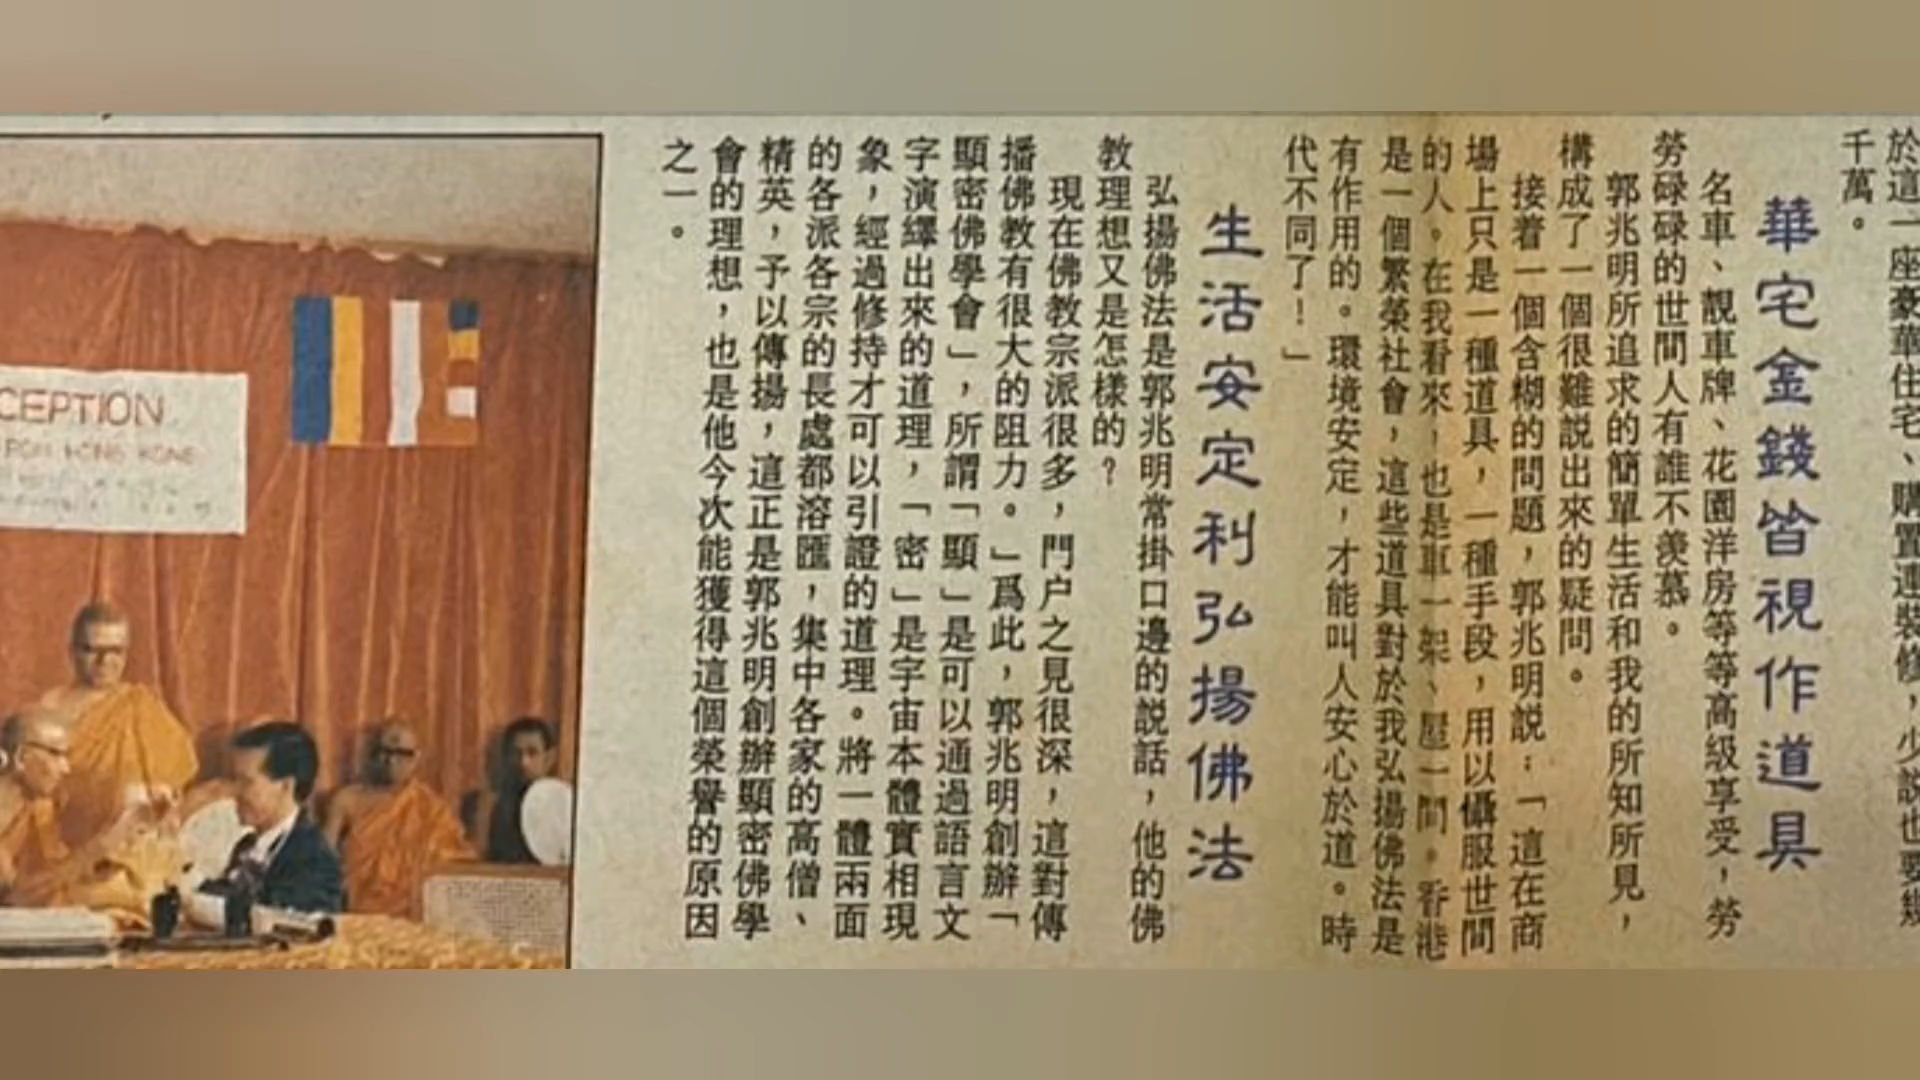 於這一座豪華住宅、購置連裝修，少說也要幾
千萬。
華宅金錢皆視作道具
名車、靚車牌、花園洋房等等高級享受，勞
勞碌碌的世間人有誰不羨慕。
郭兆明所追求的簡單生活和我的所知所見，
構成了一個很難説出來的疑問。
接着一個含糊的問題，郭兆明說：「這在商
場上只是一種道具，一種手段，用以攝服世間
的人。在我看來，也是車一架、屋一間。香港
是一個繁榮社會，這些道具對於我弘揚佛法是
有作用的。環境安定，才能叫人安心於道。時
代不同了！」
生活安定利弘揚佛法
弘揚佛法是郭兆明常掛口邊的説話，他的佛
教理想又是怎樣的？
現在佛教宗派很多，門户之見很深，這對傳
播佛教有很大的阻力。」爲此，郭兆明創辦「
顯密佛學會」，所謂「顯」是可以通過語言文
字演繹出來的道理，「密」是宇宙本體實相現
象，經過修持才可以引證的道理。將一體兩面
的各派各宗的長處都溶匯，集中各家的高僧、
精英，予以傳揚，這正是郭兆明創辦顯密佛學
會的理想，也是他今次能獲得這個榮譽的原因
之一。
CEPTION
FROM HONG KONG